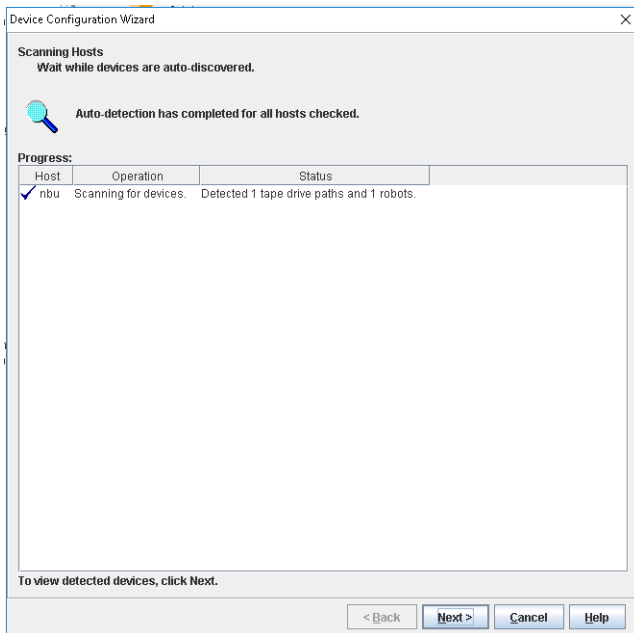 Device Configuration Wizard
Scanning Hosts
Wait while devices are auto-discovered.
Auto-detection has completed for all hosts checked.
Progress:
Host Operation Status
nbu Scanning for devices. Detected 1 tape drive paths and 1 robots.
To view detected devices, click Next.
< Back Next > Cancel Help